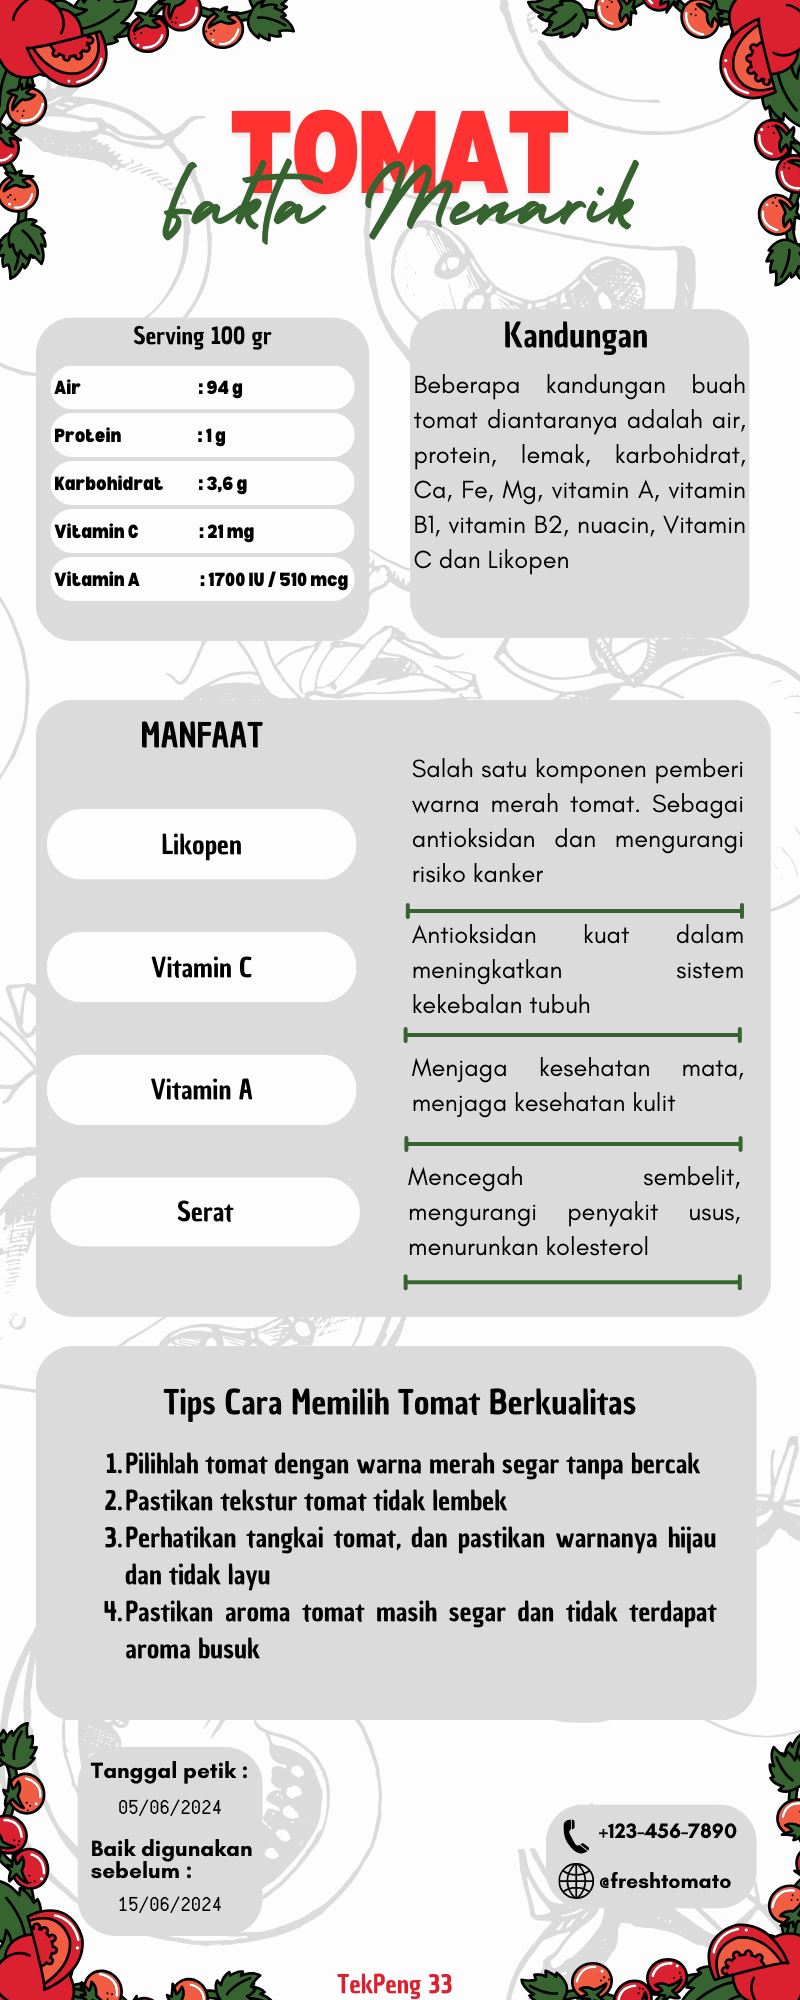 TOMAT
fakta Menarik
Serving 100 gr
Air : 94 g
Protein : 1 g
Karbohidrat : 3,6 g
Vitamin C : 21 mg
Vitamin A : 1700 IU / 510 mcg
Kandungan
Beberapa kandungan buah
tomat diantaranya adalah air,
protein, lemak, karbohidrat,
Ca, Fe, Mg, vitamin A, vitamin
B1, vitamin B2, nuacin, Vitamin
C dan Likopen
MANFAAT
Likopen
Salah satu komponen pemberi
warna merah tomat. Sebagai
antioksidan dan mengurangi
risiko kanker
Vitamin C
Antioksidan kuat dalam
meningkatkan sistem
kekebalan tubuh
Vitamin A
Menjaga kesehatan mata,
menjaga kesehatan kulit
Serat
Mencegah sembelit,
mengurangi penyakit usus,
menurunkan kolesterol
Tips Cara Memilih Tomat Berkualitas
1. Pilihlah tomat dengan warna merah segar tanpa bercak
2. Pastikan tekstur tomat tidak lembek
3. Perhatikan tangkai tomat, dan pastikan warnanya hijau
dan tidak layu
4. Pastikan aroma tomat masih segar dan tidak terdapat
aroma busuk
Tanggal petik :
05/06/2024
Baik digunakan
sebelum :
15/06/2024
+123-456-7890
@freshtomato
TekPeng 33